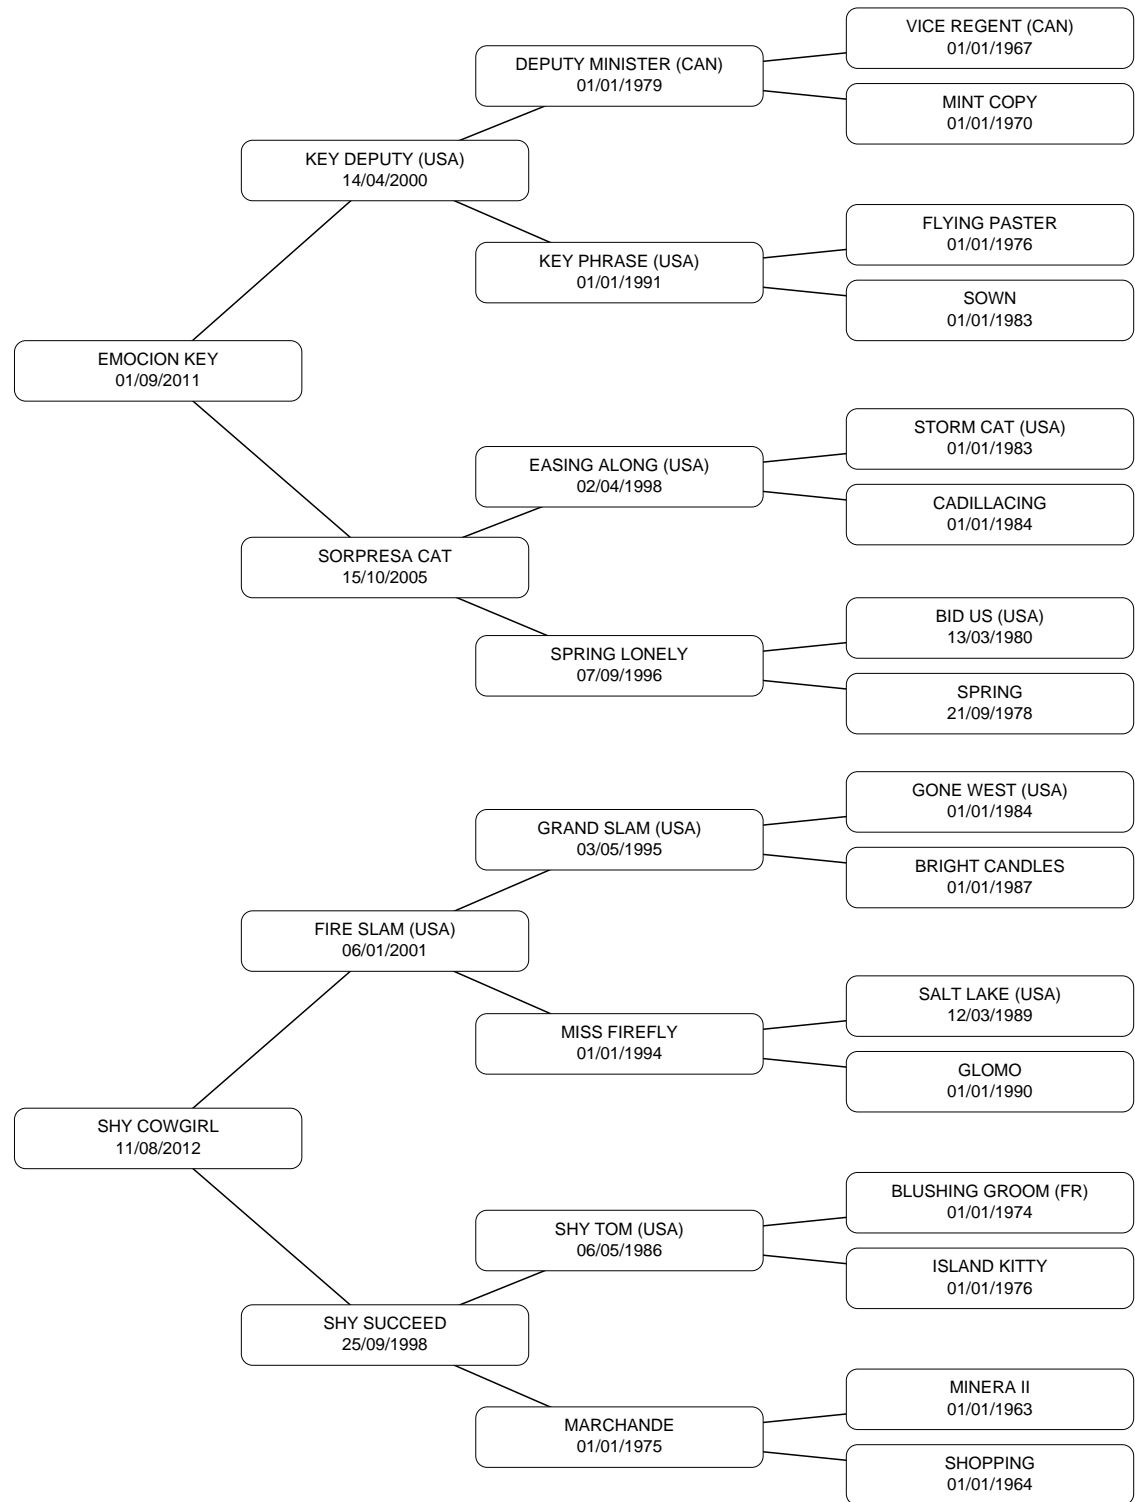 VICE REGENT (CAN)
01/01/1967
DEPUTY MINISTER (CAN)
01/01/1979
MINT COPY
01/01/1970
KEY DEPUTY (USA)
14/04/2000
FLYING PASTER
01/01/1976
KEY PHRASE (USA)
01/01/1991
SOWN
01/01/1983
EMOCION KEY
01/09/2011
STORM CAT (USA)
01/01/1983
EASING ALONG (USA)
02/04/1998
CADILLACING
01/01/1984
SORPRESA CAT
15/10/2005
BID US (USA)
13/03/1980
SPRING LONELY
07/09/1996
SPRING
21/09/1978
GONE WEST (USA)
01/01/1984
GRAND SLAM (USA)
03/05/1995
BRIGHT CANDLES
01/01/1987
FIRE SLAM (USA)
06/01/2001
SALT LAKE (USA)
12/03/1989
MISS FIREFLY
01/01/1994
GLOMO
01/01/1990
SHY COWGIRL
11/08/2012
BLUSHING GROOM (FR)
01/01/1974
SHY TOM (USA)
06/05/1986
ISLAND KITTY
01/01/1976
SHY SUCCEED
25/09/1998
MINERA II
01/01/1963
MARCHANDE
01/01/1975
SHOPPING
01/01/1964